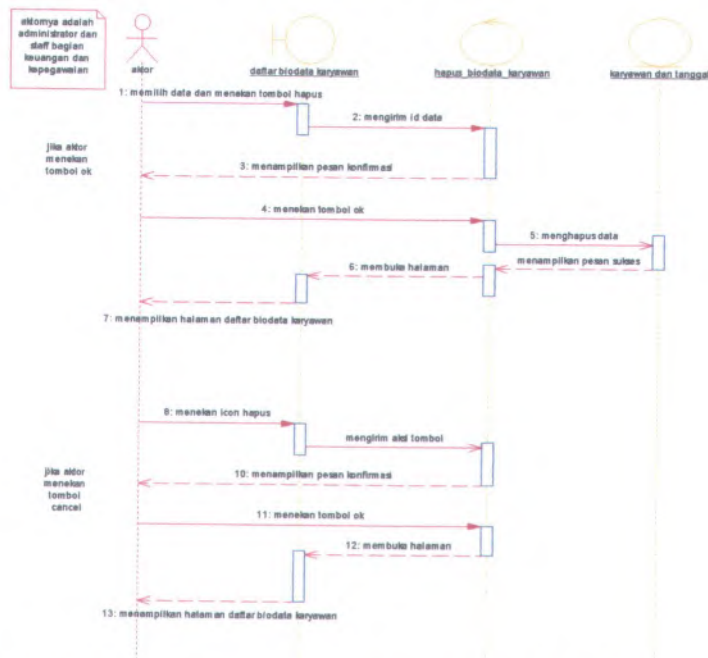 aktornya adalah
administrator dan
staff bagian
keuangan dan
kepegawaian
aktor
daftar biodata karyawan
hapus_biodata_karyawan
karyawan dan tanggal
1: memilih data dan menekan tombol hapus
2: mengirim id data
jika aktor
menekan
tombol ok
3: menampilkan pesan konfirmasi
4: menekan tombol ok
5: menghapus data
menampilkan pesan sukses
6: membuka halaman
7: menampilkan halaman daftar biodata karyawan
8: menekan icon hapus
mengirim aksi tombol
jika aktor
menekan
tombol
cancel
10: menampilkan pesan konfirmasi
11: menekan tombol ok
12: membuka halaman
13: menampilkan halaman daftar biodata karyawan